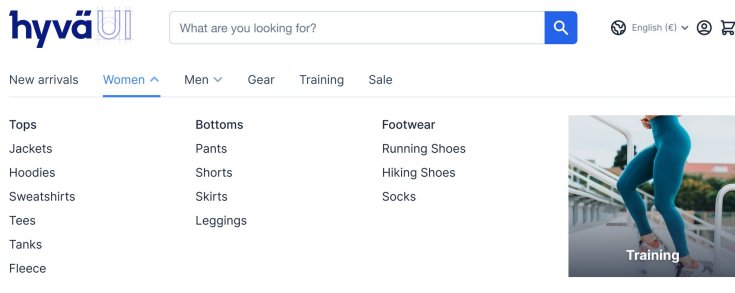 hyväUI
What are you looking for?
English (€)
New arrivals Women Men Gear Training Sale
Tops Bottoms Footwear
Jackets Pants Running Shoes
Hoodies Shorts Hiking Shoes
Sweatshirts Skirts Socks
Tees Leggings
Tanks
Fleece
Training